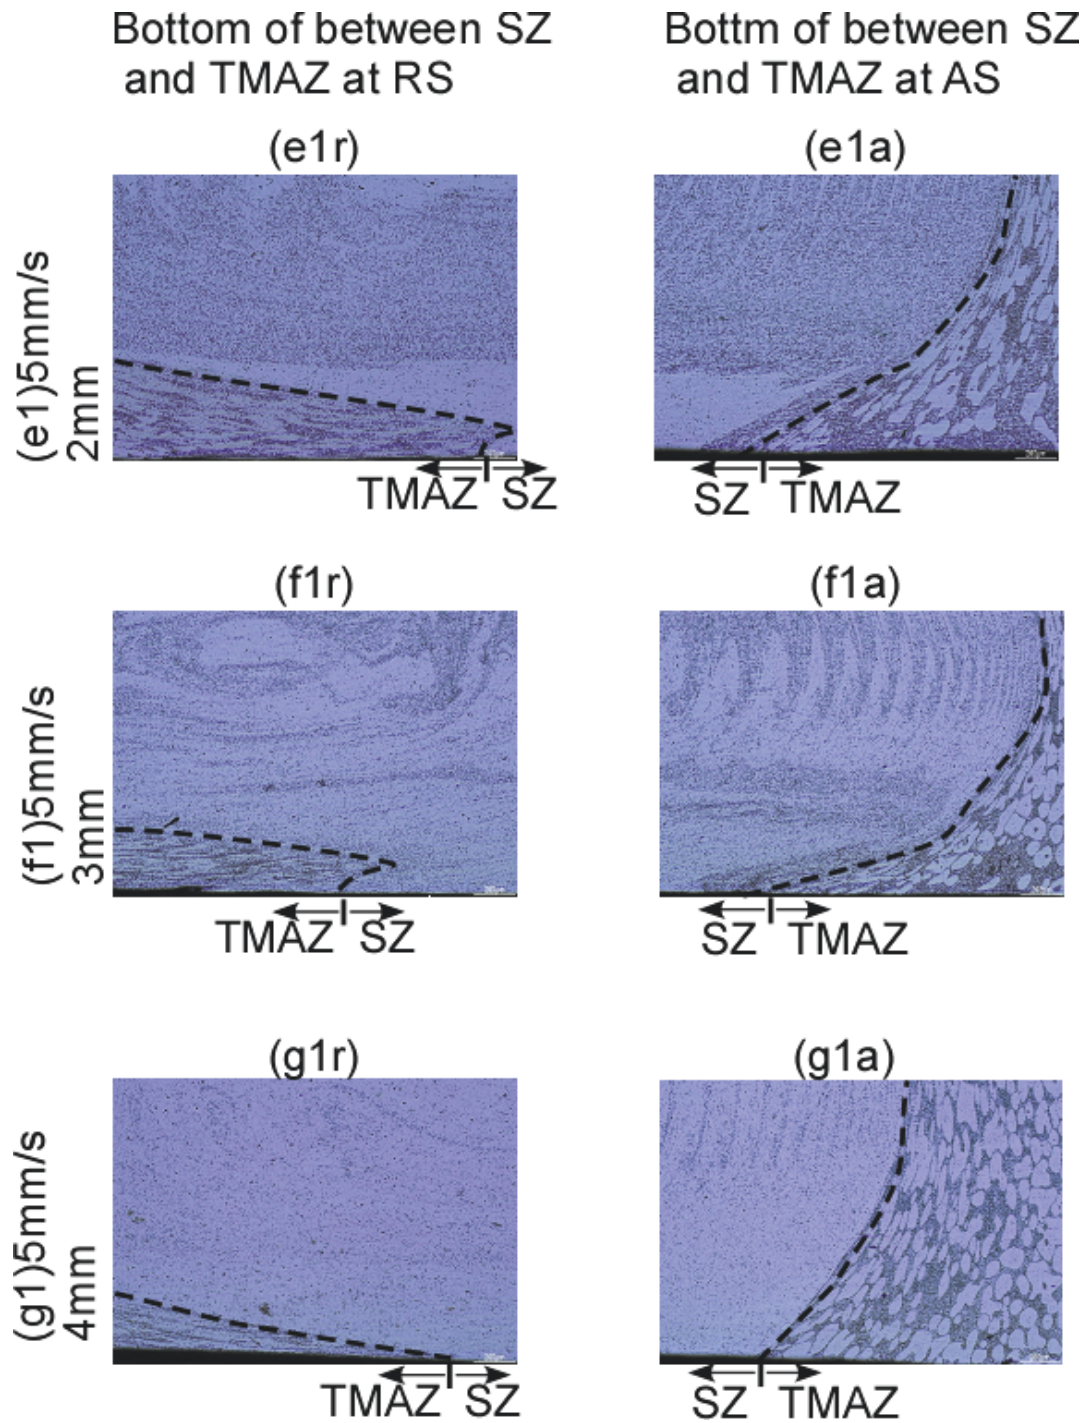 Bottom of between SZ
and TMAZ at RS
Bottm of between SZ
and TMAZ at AS
(e1r)
(e1a)
(e1)5mm/s
2mm
TMAZ SZ
SZ TMAZ
(f1r)
(f1a)
(f1)5mm/s
3mm
TMAZ SZ
SZ TMAZ
(g1r)
(g1a)
(g1)5mm/s
4mm
TMAZ SZ
SZ TMAZ